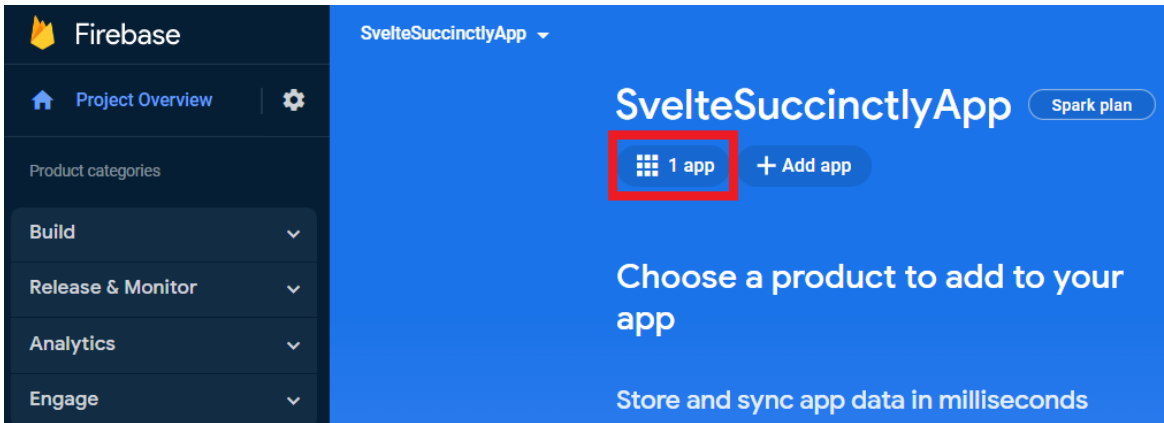 Firebase
Project Overview
Product categories
Build
Release & Monitor
Analytics
Engage
SvelteSuccinctlyApp
SvelteSuccinctlyApp
Spark plan
1 app
+ Add app
Choose a product to add to your
app
Store and sync app data in milliseconds